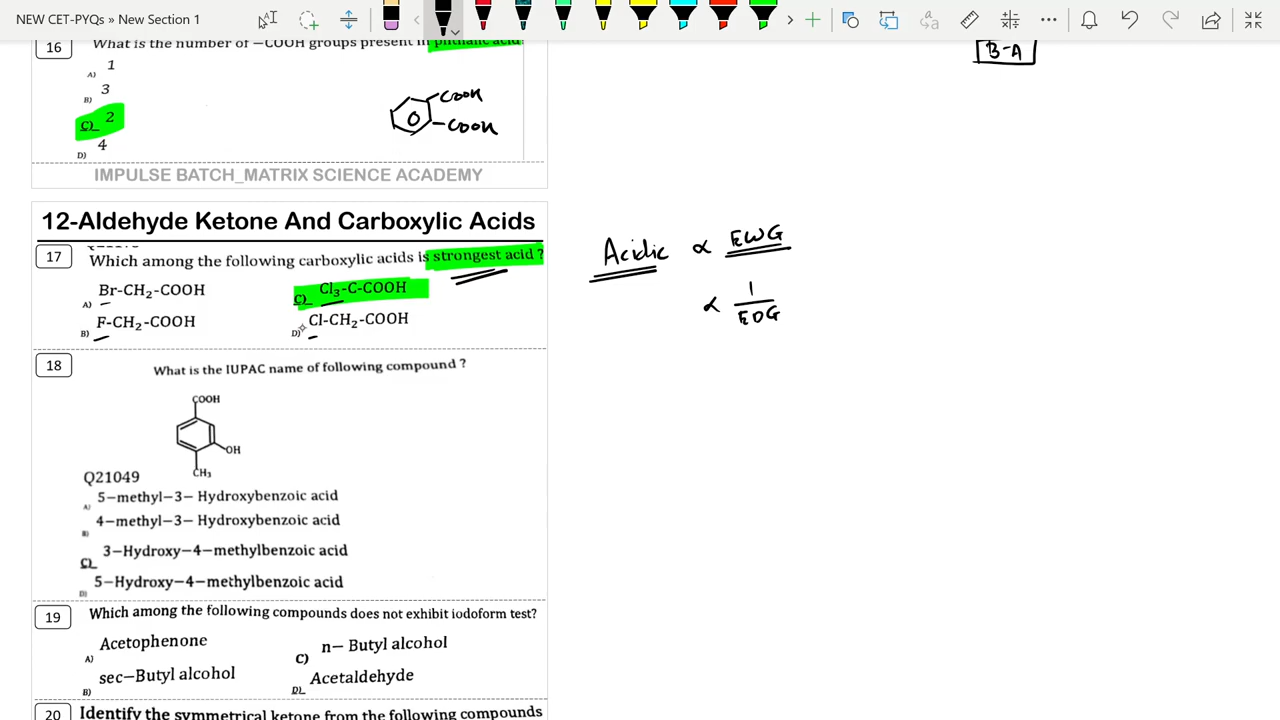 NEW CET-PYQs » New Section 1
16
What is the number of –COOH groups present in phthalic acid?
A) 1
B) 3
C) 2
D) 4
COOH
COOH
B-A
IMPULSE BATCH_MATRIX SCIENCE ACADEMY
12-Aldehyde Ketone And Carboxylic Acids
17
Which among the following carboxylic acids is strongest acid ?
A) Br-CH₂-COOH
C) Cl₃-C-COOH
B) F-CH₂-COOH
D) Cl-CH₂-COOH
Acidic ∝ EWG
∝ 1/EDG
18
What is the IUPAC name of following compound ?
COOH
OH
CH₃
Q21049
A) 5-methyl-3- Hydroxybenzoic acid
B) 4-methyl-3- Hydroxybenzoic acid
C) 3-Hydroxy-4-methylbenzoic acid
D) 5-Hydroxy-4-methylbenzoic acid
19
Which among the following compounds does not exhibit iodoform test?
A) Acetophenone
C) n- Butyl alcohol
B) sec-Butyl alcohol
D) Acetaldehyde
20
Identify the symmetrical ketone from the following compounds